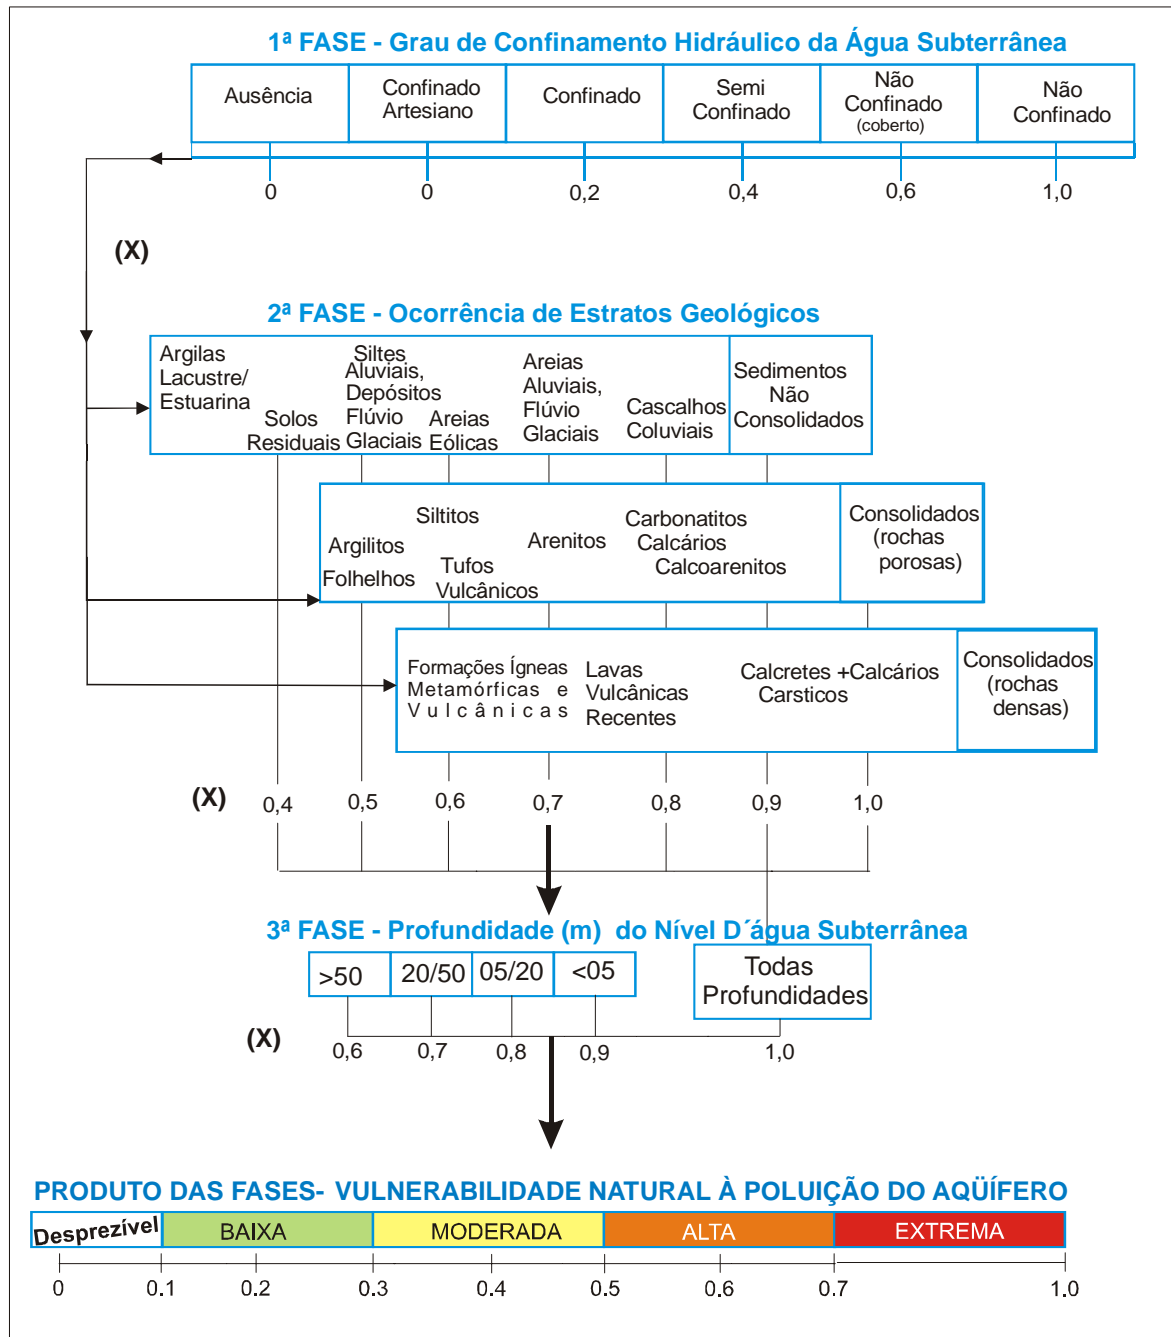 1ª FASE - Grau de Confinamento Hidráulico da Água Subterrânea
Ausência
Confinado
Artesiano
Confinado
Semi
Confinado
Não
Confinado
(coberto)
Não
Confinado
0
0
0,2
0,4
0,6
1,0
(X)
2ª FASE - Ocorrência de Estratos Geológicos
Argilas
Lacustre/
Estuarina
Solos
Residuais
Siltes
Aluviais,
Depósitos
Flúvio
Glaciais
Areias
Eólicas
Areias
Aluviais,
Flúvio
Glaciais
Cascalhos
Coluviais
Sedimentos
Não
Consolidados
Argilitos
Folhelhos
Siltitos
Tufos
Vulcânicos
Arenitos
Carbonatitos
Calcários
Calcoarenitos
Consolidados
(rochas
porosas)
Formações Ígneas
Metamórficas e
Vulcânicas
Lavas
Vulcânicas
Recentes
Calcretes +Calcários
Carsticos
Consolidados
(rochas
densas)
(X)
0,4
0,5
0,6
0,7
0,8
0,9
1,0
3ª FASE - Profundidade (m) do Nível D´água Subterrânea
>50
20/50
05/20
<05
Todas
Profundidades
(X)
0,6
0,7
0,8
0,9
1,0
PRODUTO DAS FASES- VULNERABILIDADE NATURAL À POLUIÇÃO DO AQÜÍFERO
Desprezível
BAIXA
MODERADA
ALTA
EXTREMA
0
0.1
0.2
0.3
0.4
0.5
0.6
0.7
1.0